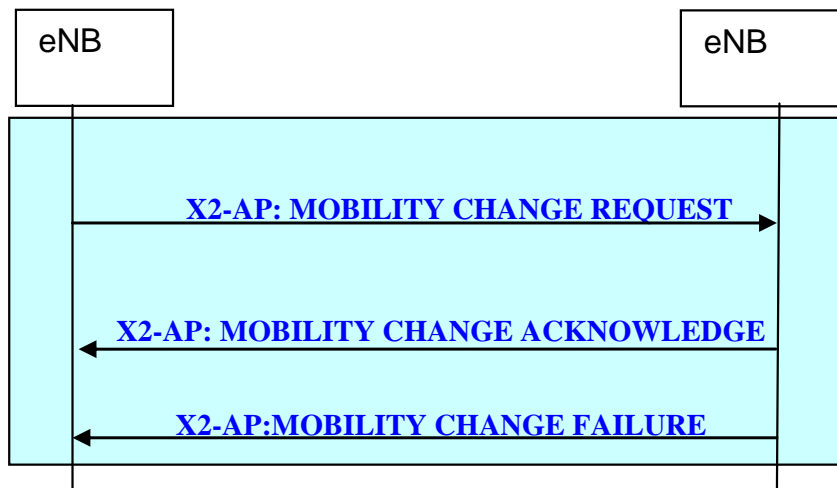 eNB
eNB
X2-AP: MOBILITY CHANGE REQUEST
X2-AP: MOBILITY CHANGE ACKNOWLEDGE
X2-AP:MOBILITY CHANGE FAILURE